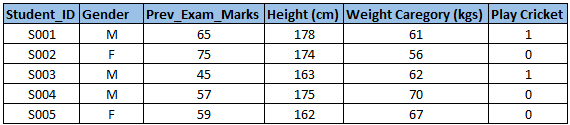 Student_ID Gender Prev_Exam_Marks Height (cm) Weight Caregory (kgs) Play Cricket
S001 M 65 178 61 1
S002 F 75 174 56 0
S003 M 45 163 62 1
S004 M 57 175 70 0
S005 F 59 162 67 0